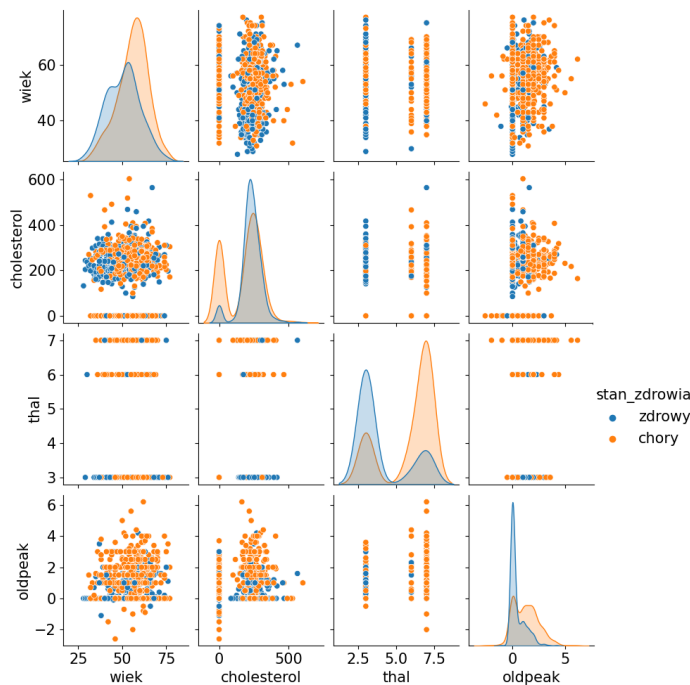 60
40
wiek
600
400
200
0
cholesterol
7
6
5
4
3
thal
stan_zdrowia
zdrowy
chory
6
4
2
0
−2
oldpeak
25 50 75
0 500
2.5 5.0 7.5
0 5
wiek cholesterol thal oldpeak